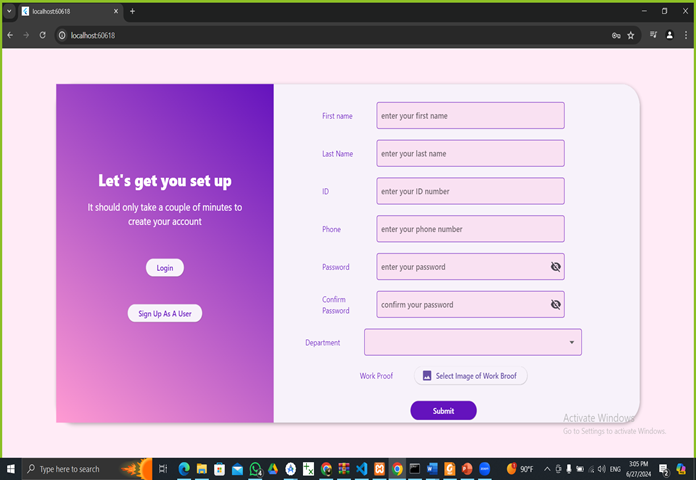 localhost:60618
localhost:60618
Let's get you set up
It should only take a couple of minutes to
create your account
Login
Sign Up As A User
First name
enter your first name
Last Name
enter your last name
ID
enter your ID number
Phone
enter your phone number
Password
enter your password
Confirm
Password
confirm your password
Department
Work Proof
Select Image of Work Broof
Submit
Activate Windows
Go to Settings to activate Windows.
Type here to search
90°F
ENG
3:05 PM
6/27/2024